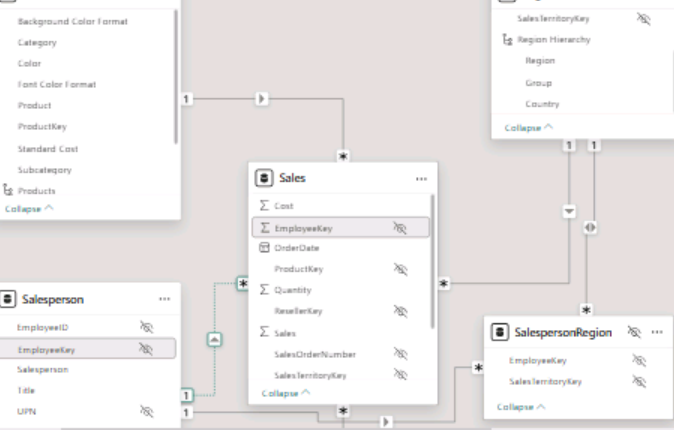 Background Color Format
Category
Color
Font Color Format
Product
ProductKey
Standard Cost
Subcategory
Products
Collapse
SalesTerritoryKey
Region Hierarchy
Region
Group
Country
Collapse
1
*
1
1
Sales
...
Σ Cost
Σ EmployeeKey
OrderDate
ProductKey
Σ Quantity
ResellerKey
Σ Sales
SalesOrderNumber
SalesTerritoryKey
Collapse
*
*
*
Salesperson
...
EmployeeID
EmployeeKey
Salesperson
Title
UPN
1
1
*
SalespersonRegion
...
EmployeeKey
SalesTerritoryKey
Collapse
*
*